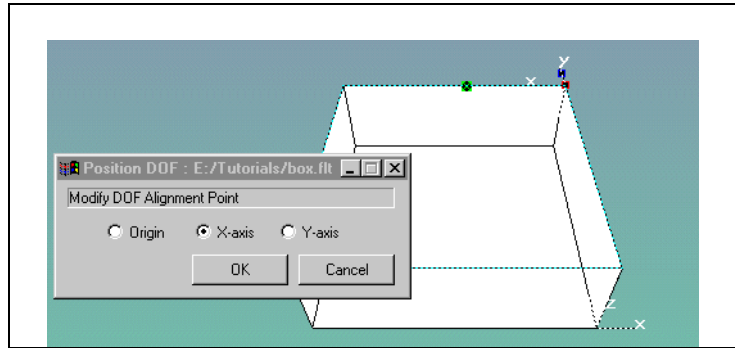 y
x
Position DOF : E:/Tutorials/box.flt
Modify DOF Alignment Point
Origin X-axis Y-axis
OK Cancel
z
x